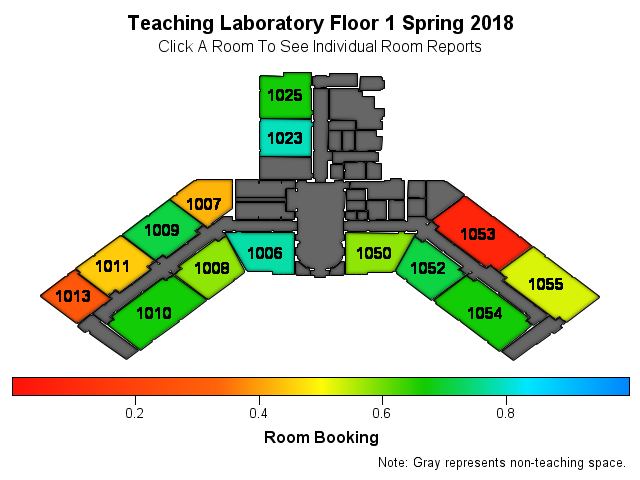 Teaching Laboratory Floor 1 Spring 2018
Click A Room To See Individual Room Reports
1025
1023
1007
1009
1011
1013
1006
1008
1010
1050
1052
1053
1054
1055
0.2 0.4 0.6 0.8
Room Booking
Note: Gray represents non-teaching space.